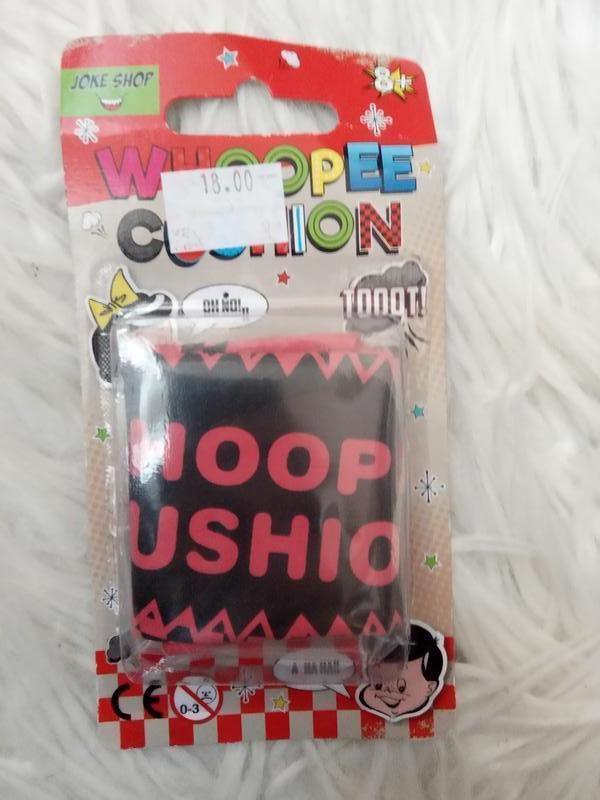 JOKE SHOP
8+
WHOOPEE
18.00
CUSHION
OH NO!!!
TOOOT!
HOOP
USHIO
A HA HA!!
CE
0-3